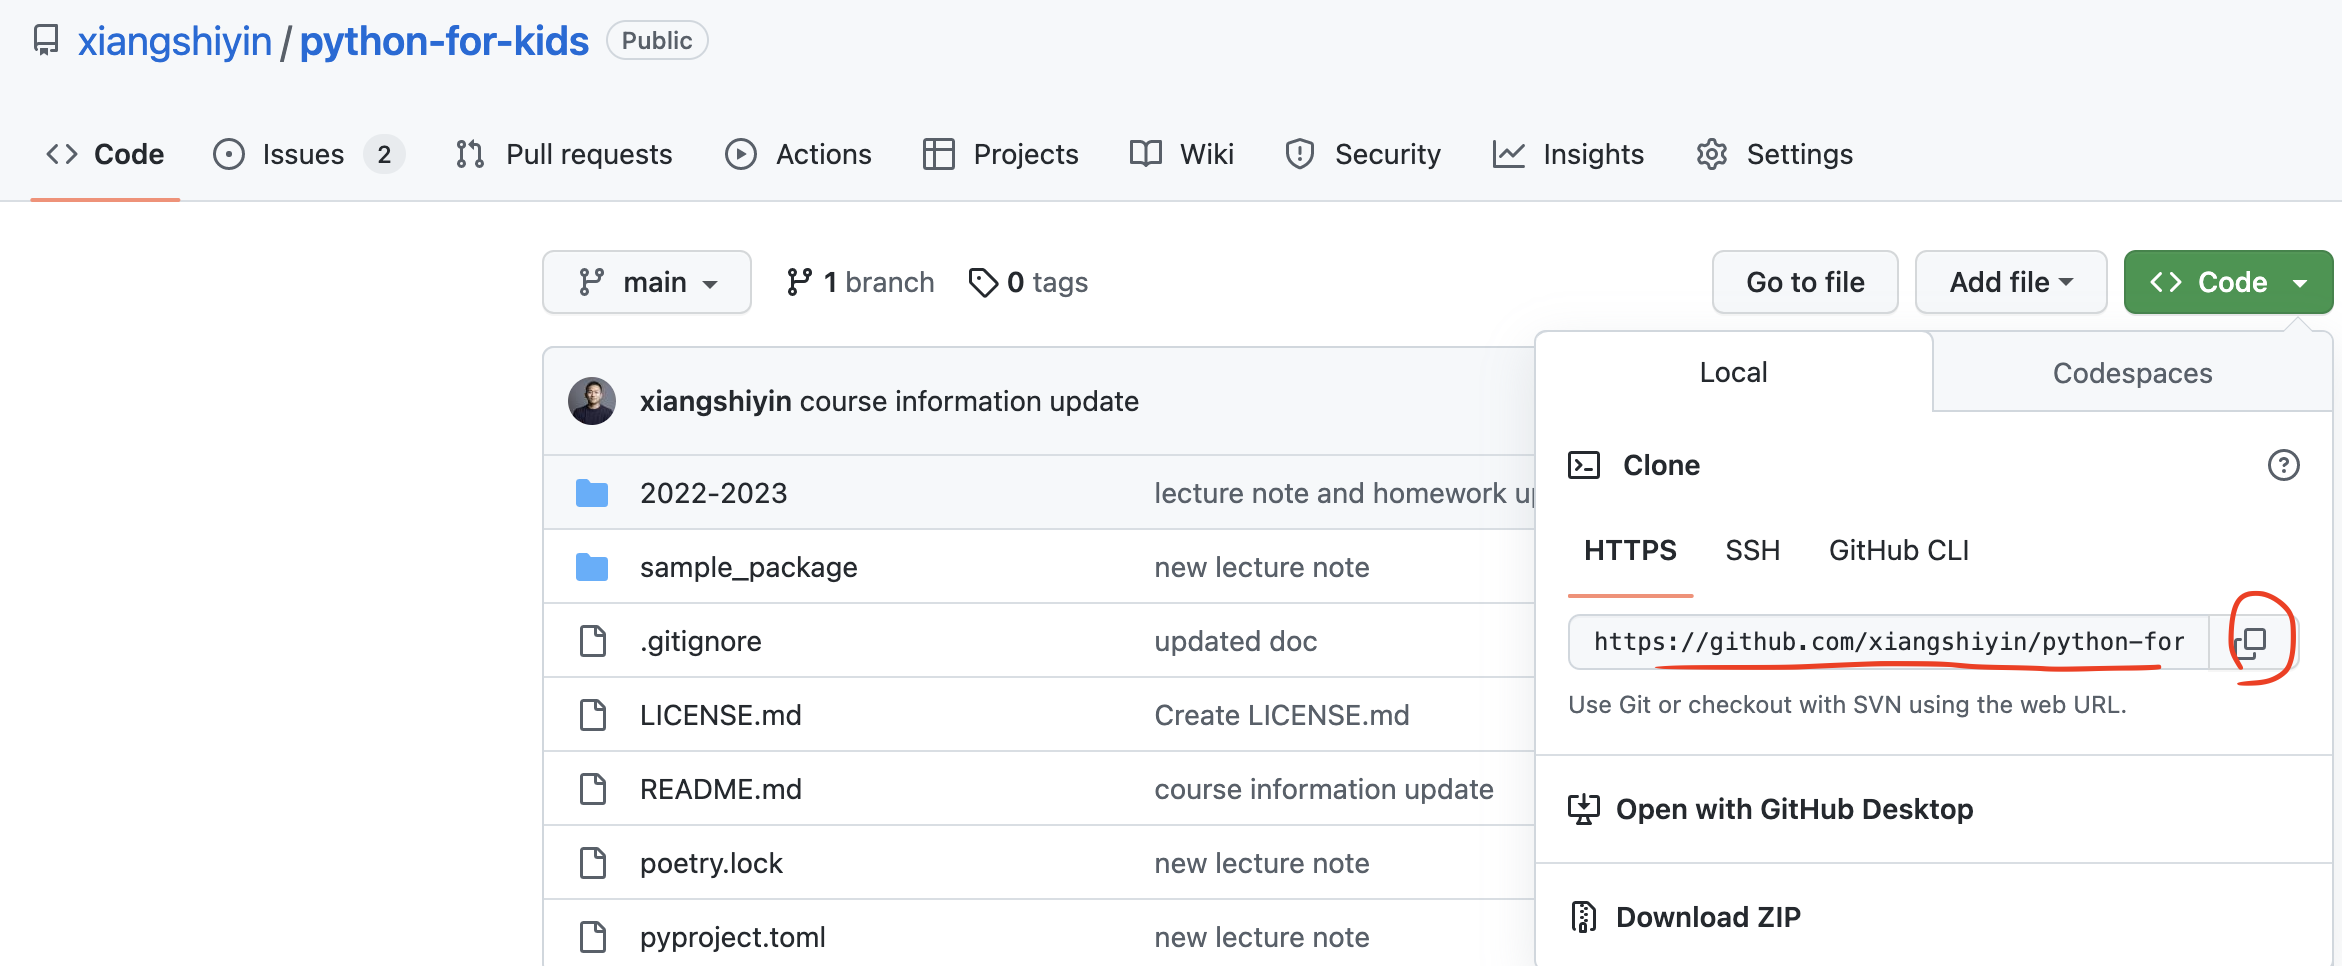 xiangshiyin / python-for-kids Public
Code Issues 2 Pull requests Actions Projects Wiki Security Insights Settings
main 1 branch 0 tags Go to file Add file Code
Local Codespaces
xiangshiyin course information update
Clone
2022-2023 lecture note and homework up
HTTPS SSH GitHub CLI
sample_package new lecture note
.gitignore updated doc
https://github.com/xiangshiyin/python-for
Use Git or checkout with SVN using the web URL.
LICENSE.md Create LICENSE.md
README.md course information update
Open with GitHub Desktop
poetry.lock new lecture note
Download ZIP
pyproject.toml new lecture note